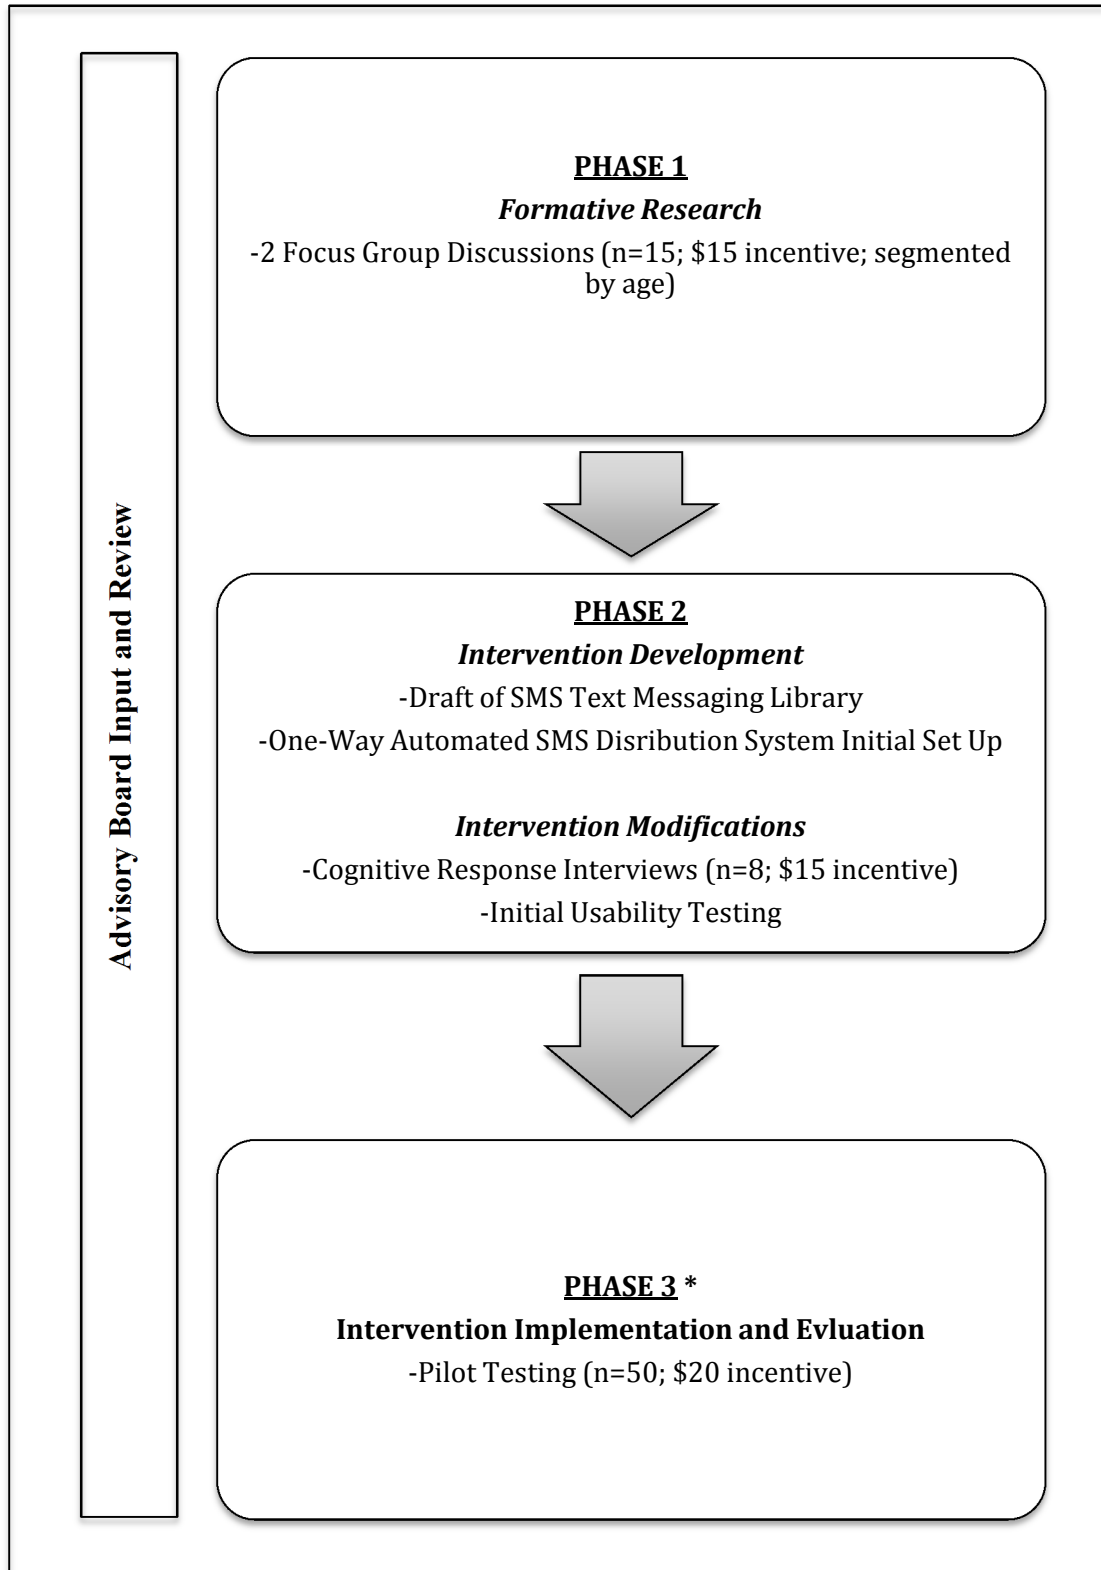 Advisory Board Input and Review
PHASE 1
Formative Research
-2 Focus Group Discussions (n=15; $15 incentive; segmented
by age)
PHASE 2
Intervention Development
-Draft of SMS Text Messaging Library
-One-Way Automated SMS Disribution System Initial Set Up
Intervention Modifications
-Cognitive Response Interviews (n=8; $15 incentive)
-Initial Usability Testing
PHASE 3 *
Intervention Implementation and Evluation
-Pilot Testing (n=50; $20 incentive)